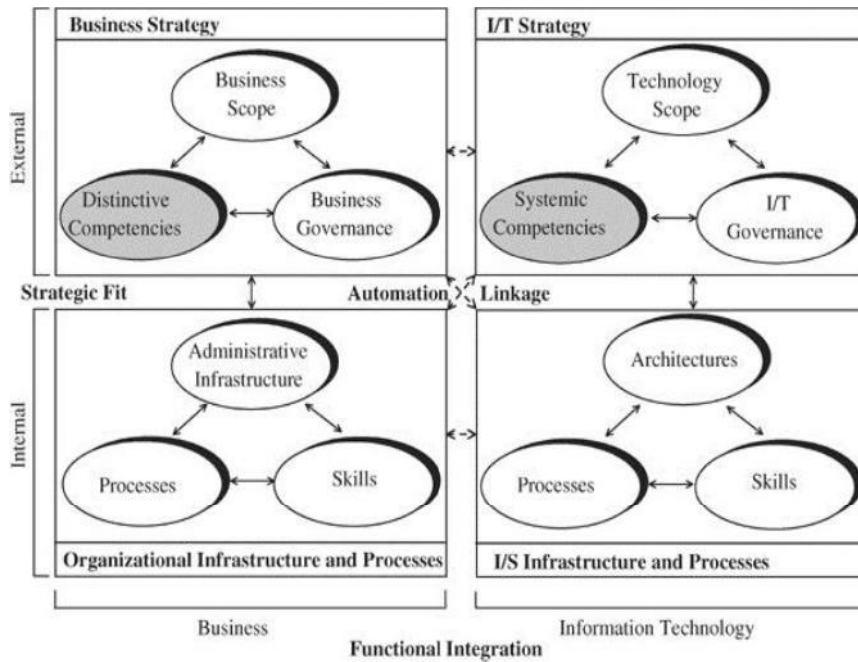 Business Strategy
I/T Strategy
External
Business
Scope
Distinctive
Competencies
Business
Governance
Technology
Scope
Systemic
Competencies
I/T
Governance
Strategic Fit
Automation
Linkage
Internal
Administrative
Infrastructure
Processes
Skills
Architectures
Processes
Skills
Organizational Infrastructure and Processes
I/S Infrastructure and Processes
Business
Information Technology
Functional Integration